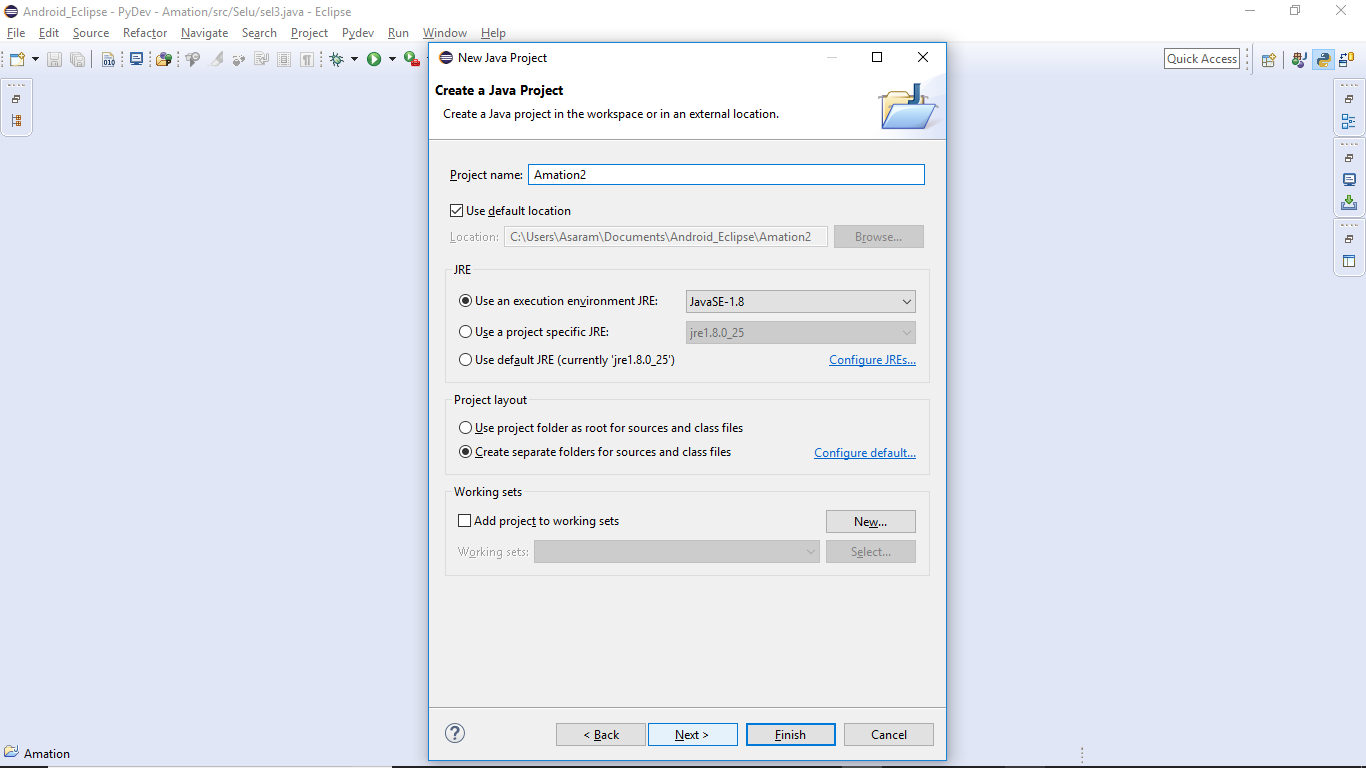 Android_Eclipse - PyDev - Amation/src/Selu/sel3.java - Eclipse
File Edit Source Refactor Navigate Search Project Pydev Run Window Help
010
Quick Access
New Java Project
Create a Java Project
Create a Java project in the workspace or in an external location.
Project name: Amation2
Use default location
Location: C:\Users\Asaram\Documents\Android_Eclipse\Amation2 Browse...
JRE
Use an execution environment JRE: JavaSE-1.8
Use a project specific JRE: jre1.8.0_25
Use default JRE (currently 'jre1.8.0_25') Configure JREs...
Project layout
Use project folder as root for sources and class files
Create separate folders for sources and class files Configure default...
Working sets
Add project to working sets New...
Working sets: Select...
? < Back Next > Finish Cancel
Amation